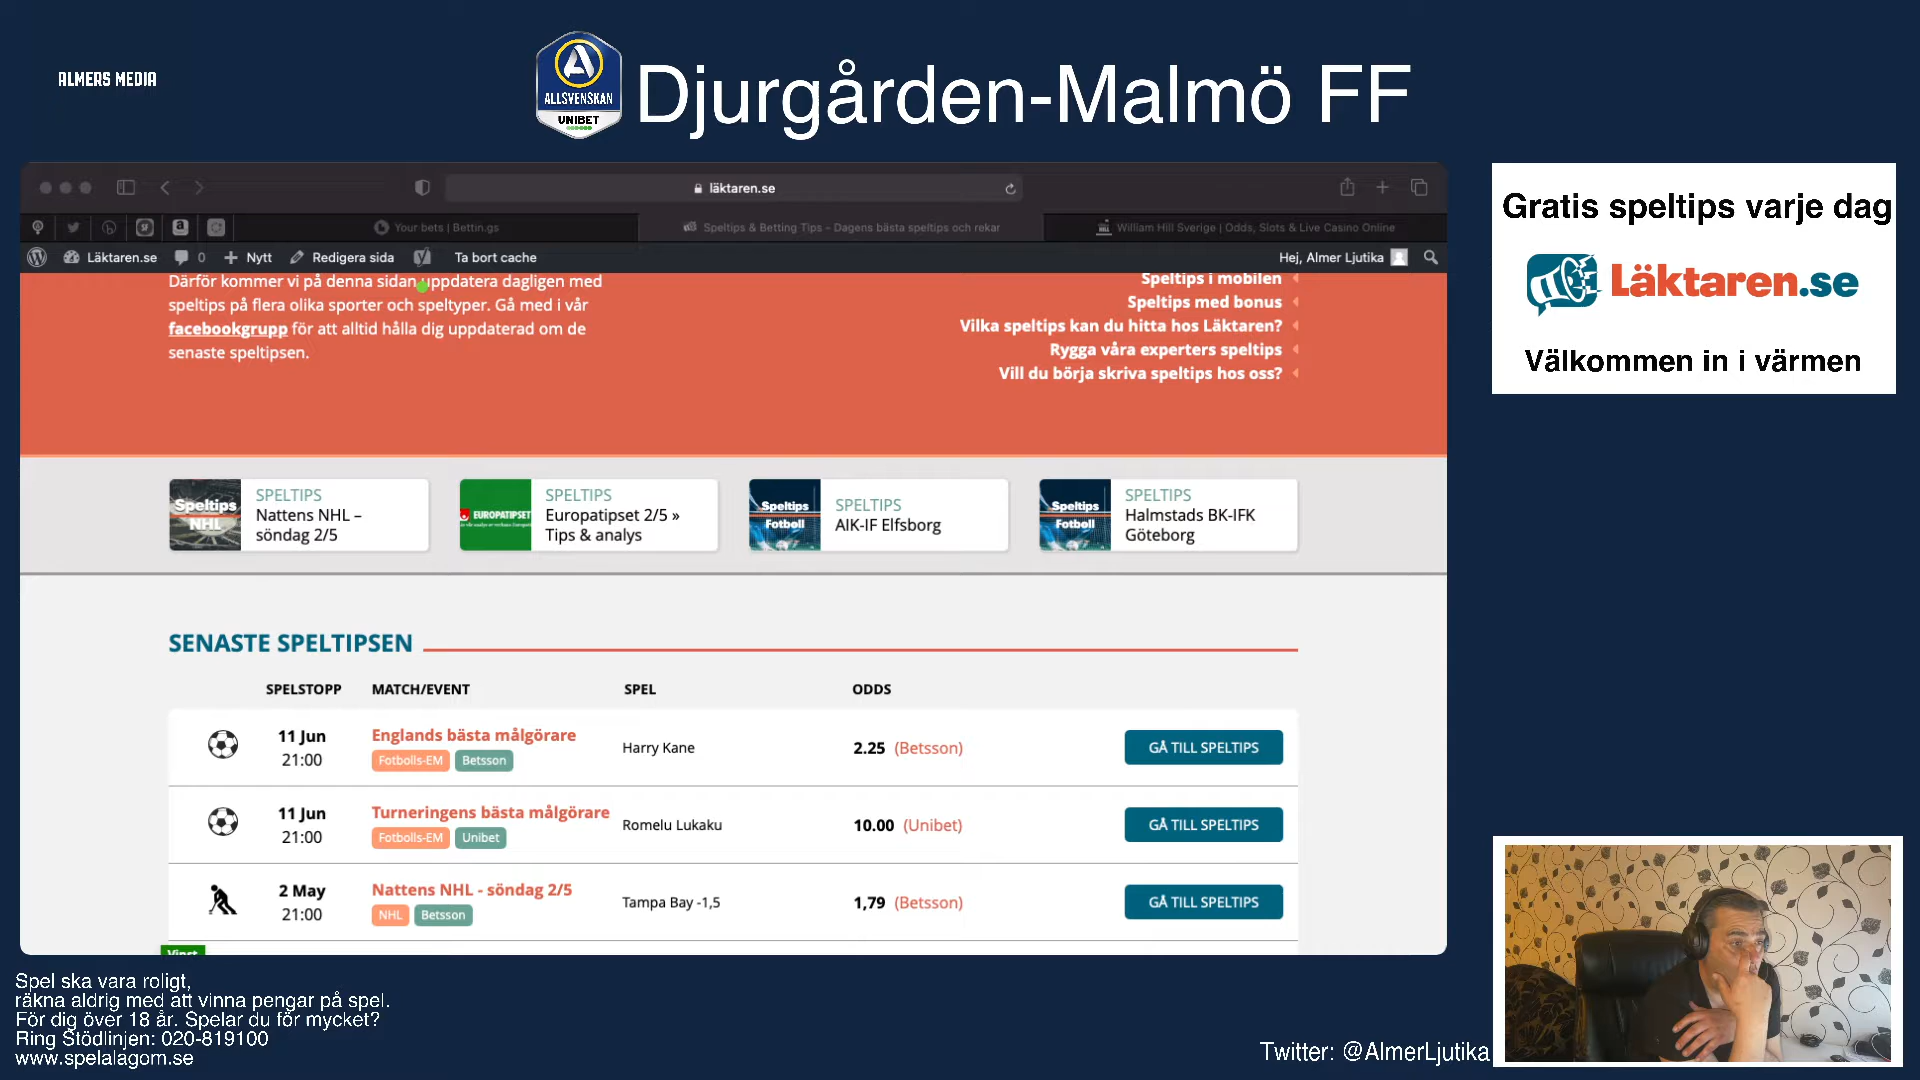 ALMERS MEDIA
ALLSVENSKAN
UNIBET
Djurgården-Malmö FF
läktaren.se
Your bets | Bettin.gs
Speltips & Betting Tips - Dagens bästa speltips och rekar
William Hill Sverige | Odds, Slots & Live Casino Online
Läktaren.se 0 Nytt Redigera sida Ta bort cache Hej, Almer Ljutika
Därför kommer vi på denna sidan uppdatera dagligen med
speltips på flera olika sporter och speltyper. Gå med i vår
facebookgrupp för att alltid hålla dig uppdaterad om de
senaste speltipsen.
Speltips i mobilen
Speltips med bonus
Vilka speltips kan du hitta hos Läktaren?
Rygga våra experters speltips
Vill du börja skriva speltips hos oss?
Speltips
NHL
SPELTIPS
Nattens NHL –
söndag 2/5
EUROPATIPSET
SPELTIPS
Europatipset 2/5 »
Tips & analys
Speltips
Fotboll
SPELTIPS
AIK-IF Elfsborg
Speltips
Fotboll
SPELTIPS
Halmstads BK-IFK
Göteborg
SENASTE SPELTIPSEN
SPELSTOPP MATCH/EVENT SPEL ODDS
11 Jun
21:00
Englands bästa målgörare
Fotbolls-EM Betsson
Harry Kane
2.25 (Betsson)
GÅ TILL SPELTIPS
11 Jun
21:00
Turneringens bästa målgörare
Fotbolls-EM Unibet
Romelu Lukaku
10.00 (Unibet)
GÅ TILL SPELTIPS
2 May
21:00
Nattens NHL - söndag 2/5
NHL Betsson
Tampa Bay -1,5
1,79 (Betsson)
GÅ TILL SPELTIPS
Vinst
Gratis speltips varje dag
Läktaren.se
Välkommen in i värmen
Spel ska vara roligt,
räkna aldrig med att vinna pengar på spel.
För dig över 18 år. Spelar du för mycket?
Ring Stödlinjen: 020-819100
www.spelalagom.se
Twitter: @AlmerLjutika